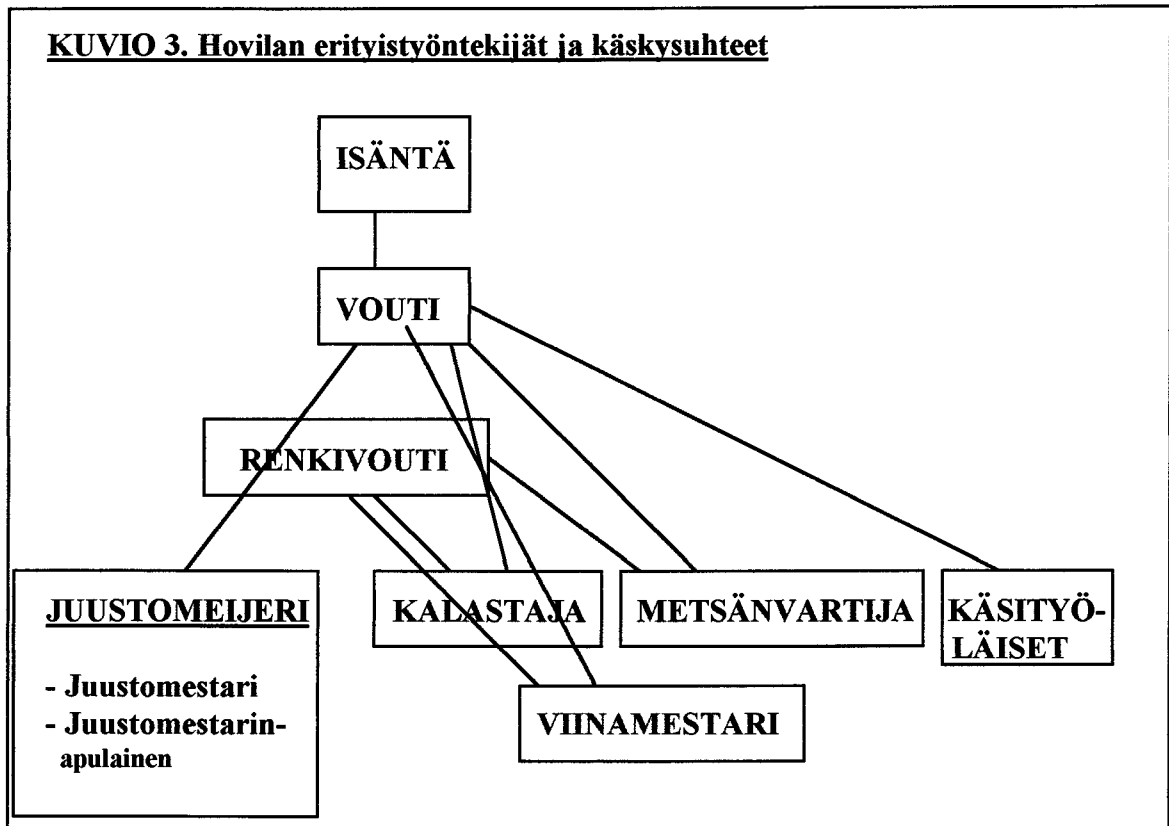 KUVIO 3. Hovilan erityistyöntekijät ja käskysuhteet
ISÄNTÄ
VOUTI
RENKIVOUTI
JUUSTOMEIJERI
- Juustomestari
- Juustomestarin-
apulainen
KALASTAJA
METSÄNVARTIJA
KÄSITYÖ-
LÄISET
VIINAMESTARI